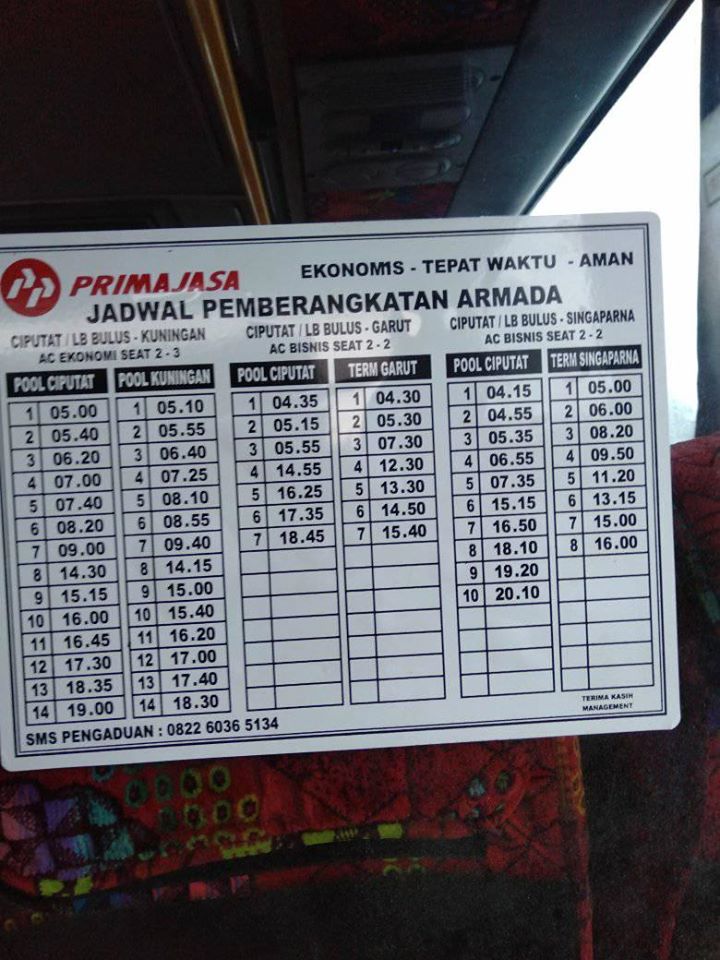 PRIMAJASA
EKONOMIS - TEPAT WAKTU - AMAN
JADWAL PEMBERANGKATAN ARMADA
CIPUTAT / LB BULUS - KUNINGAN
AC EKONOMI SEAT 2 - 3
POOL CIPUTAT POOL KUNINGAN
1 05.00 1 05.10
2 05.40 2 05.55
3 06.20 3 06.40
4 07.00 4 07.25
5 07.40 5 08.10
6 08.20 6 08.55
7 09.00 7 09.40
8 14.30 8 14.15
9 15.15 9 15.00
10 16.00 10 15.40
11 16.45 11 16.20
12 17.30 12 17.00
13 18.35 13 17.40
14 19.00 14 18.30
CIPUTAT / LB BULUS - GARUT
AC BISNIS SEAT 2 - 2
POOL CIPUTAT TERM GARUT
1 04.35 1 04.30
2 05.15 2 05.30
3 05.55 3 07.30
4 14.55 4 12.30
5 16.25 5 13.30
6 17.35 6 14.50
7 18.45 7 15.40
CIPUTAT / LB BULUS - SINGAPARNA
AC BISNIS SEAT 2 - 2
POOL CIPUTAT TERM SINGAPARNA
1 04.15 1 05.00
2 04.55 2 06.00
3 05.35 3 08.20
4 06.55 4 09.50
5 07.35 5 11.20
6 15.15 6 13.15
7 16.50 7 15.00
8 18.10 8 16.00
9 19.20
10 20.10
SMS PENGADUAN : 0822 6036 5134
TERIMA KASIH
MANAGEMENT